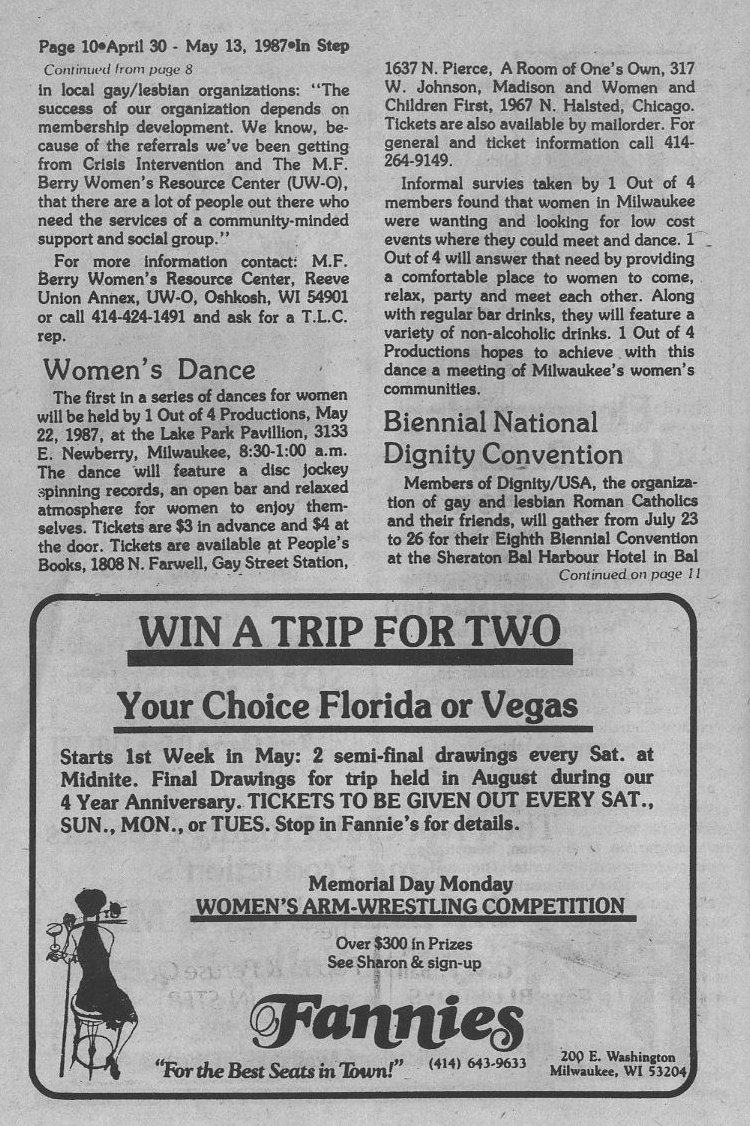 Page 10•April 30 - May 13, 1987•In Step
Continued from page 8
in local gay/lesbian organizations: "The
success of our organization depends on
membership development. We know, be-
cause of the referrals we've been getting
from Crisis Intervention and The M.F.
Berry Women's Resource Center (UW-O),
that there are a lot of people out there who
need the services of a community-minded
support and social group."
For more information contact: M.F.
Berry Women's Resource Center, Reeve
Union Annex, UW-O, Oshkosh, WI 54901
or call 414-424-1491 and ask for a T.L.C.
rep.
Women's Dance
The first in a series of dances for women
will be held by 1 Out of 4 Productions, May
22, 1987, at the Lake Park Pavillion, 3133
E. Newberry, Milwaukee, 8:30-1:00 a.m.
The dance will feature a disc jockey
spinning records, an open bar and relaxed
atmosphere for women to enjoy them-
selves. Tickets are $3 in advance and $4 at
the door. Tickets are available at People's
Books, 1808 N. Farwell, Gay Street Station,
1637 N. Pierce, A Room of One's Own, 317
W. Johnson, Madison and Women and
Children First, 1967 N. Halsted, Chicago.
Tickets are also available by mailorder. For
general and ticket information call 414-
264-9149.
Informal survies taken by 1 Out of 4
members found that women in Milwaukee
were wanting and looking for low cost
events where they could meet and dance. 1
Out of 4 will answer that need by providing
a comfortable place to women to come,
relax, party and meet each other. Along
with regular bar drinks, they will feature a
variety of non-alcoholic drinks. 1 Out of 4
Productions hopes to achieve with this
dance a meeting of Milwaukee's women's
communities.
Biennial National
Dignity Convention
Members of Dignity/USA, the organiza-
tion of gay and lesbian Roman Catholics
and their friends, will gather from July 23
to 26 for their Eighth Biennial Convention
at the Sheraton Bal Harbour Hotel in Bal
Continued on page 11
WIN A TRIP FOR TWO
Your Choice Florida or Vegas
Starts 1st Week in May: 2 semi-final drawings every Sat. at
Midnite. Final Drawings for trip held in August during our
4 Year Anniversary. TICKETS TO BE GIVEN OUT EVERY SAT.,
SUN., MON., or TUES. Stop in Fannie's for details.
Memorial Day Monday
WOMEN'S ARM-WRESTLING COMPETITION
Over $300 in Prizes
See Sharon & sign-up
Fannies
"For the Best Seats in Town!"
(414) 643-9633
200 E. Washington
Milwaukee, WI 53204